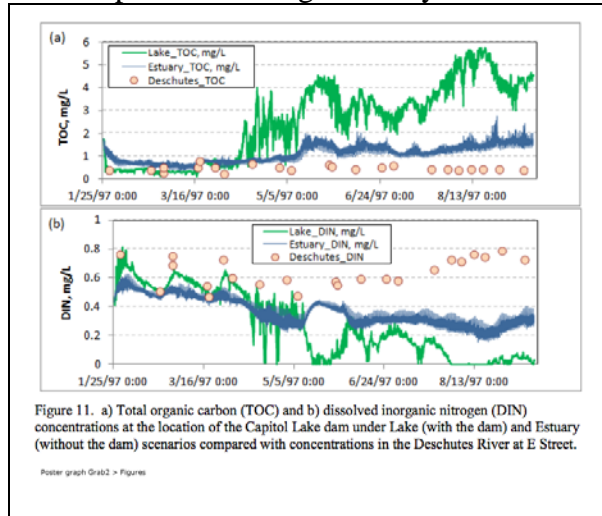 (a)
6
5
4
3
2
1
0
TOC, mg/L
Lake_TOC, mg/L
Estuary_TOC, mg/L
Deschutes_TOC
1/25/97 0:00 3/16/97 0:00 5/5/97 0:00 6/24/97 0:00 8/13/97 0:00
(b)
1
0.8
0.6
0.4
0.2
0
DIN, mg/L
Lake_DIN, mg/L
Estuary_DIN, mg/L
Deschutes_DIN
1/25/97 0:00 3/16/97 0:00 5/5/97 0:00 6/24/97 0:00 8/13/97 0:00
Figure 11. a) Total organic carbon (TOC) and b) dissolved inorganic nitrogen (DIN)
concentrations at the location of the Capitol Lake dam under Lake (with the dam) and Estuary
(without the dam) scenarios compared with concentrations in the Deschutes River at E Street.
Poster graph Grab2 > Figures